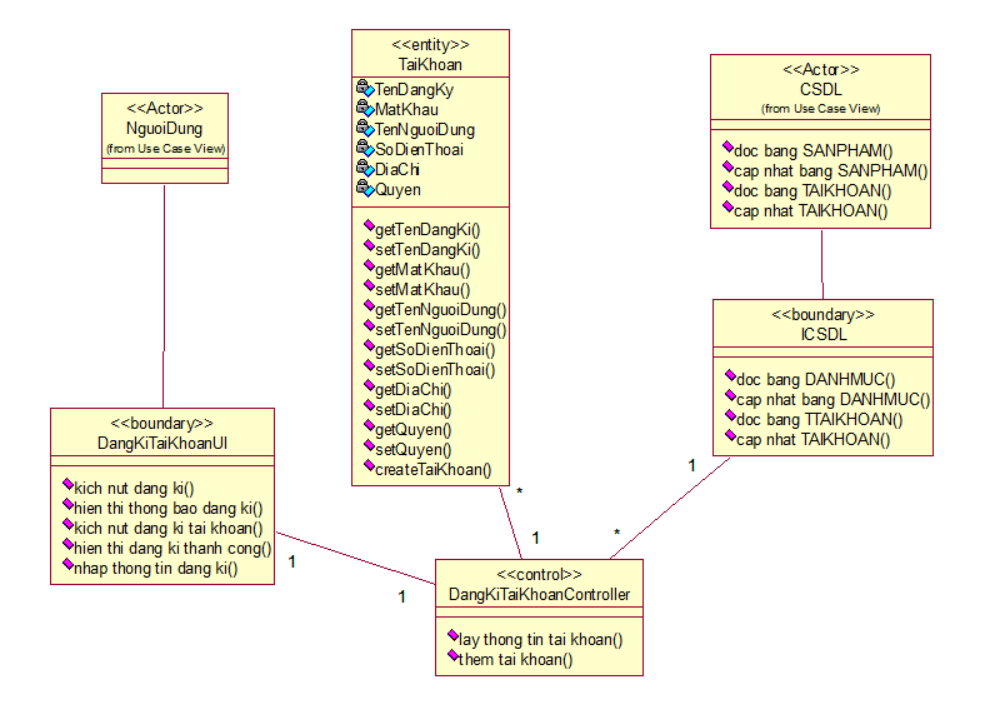 <<Actor>>
NguoiDung
(from Use Case View)
<<entity>>
TaiKhoan
TenDangKy
MatKhau
TenNguoiDung
SoDienThoai
DiaChi
Quyen
getTenDangKi()
setTenDangKi()
getMatKhau()
setMatKhau()
getTenNguoiDung()
setTenNguoiDung()
getSoDienThoai()
setSoDienThoai()
getDiaChi()
setDiaChi()
getQuyen()
setQuyen()
createTaiKhoan()
<<Actor>>
CSDL
(from Use Case View)
doc bang SANPHAM()
cap nhat bang SANPHAM()
doc bang TAIKHOAN()
cap nhat TAIKHOAN()
<<boundary>>
ICSDL
doc bang DANHMUC()
cap nhat bang DANHMUC()
doc bang TTAIKHOAN()
cap nhat TAIKHOAN()
<<boundary>>
DangKiTaiKhoanUI
kich nut dang ki()
hien thi thong bao dang ki()
kich nut dang ki tai khoan()
hien thi dang ki thanh cong()
nhap thong tin dang ki()
1
1
*
1
1
*
<<control>>
DangKiTaiKhoanController
lay thong tin tai khoan()
them tai khoan()